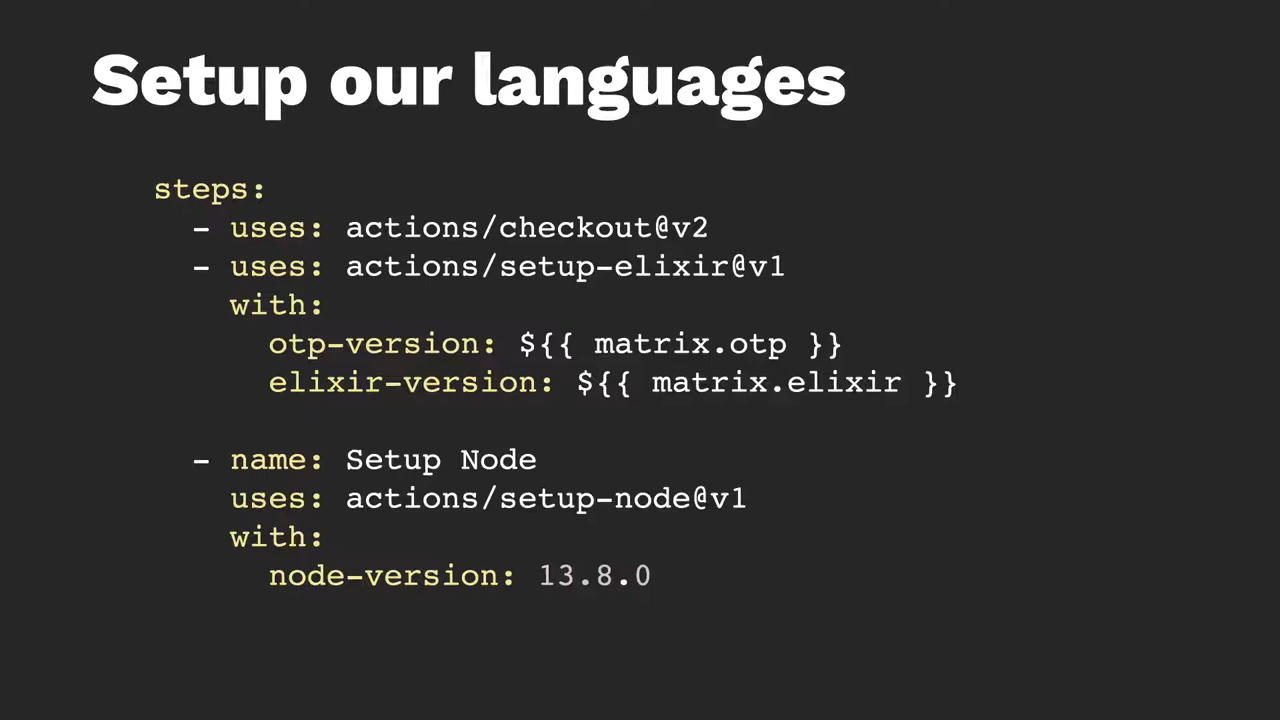 Setup our languages
steps:
- uses: actions/checkout@v2
- uses: actions/setup-elixir@v1
with:
otp-version: ${{ matrix.otp }}
elixir-version: ${{ matrix.elixir }}
- name: Setup Node
uses: actions/setup-node@v1
with:
node-version: 13.8.0